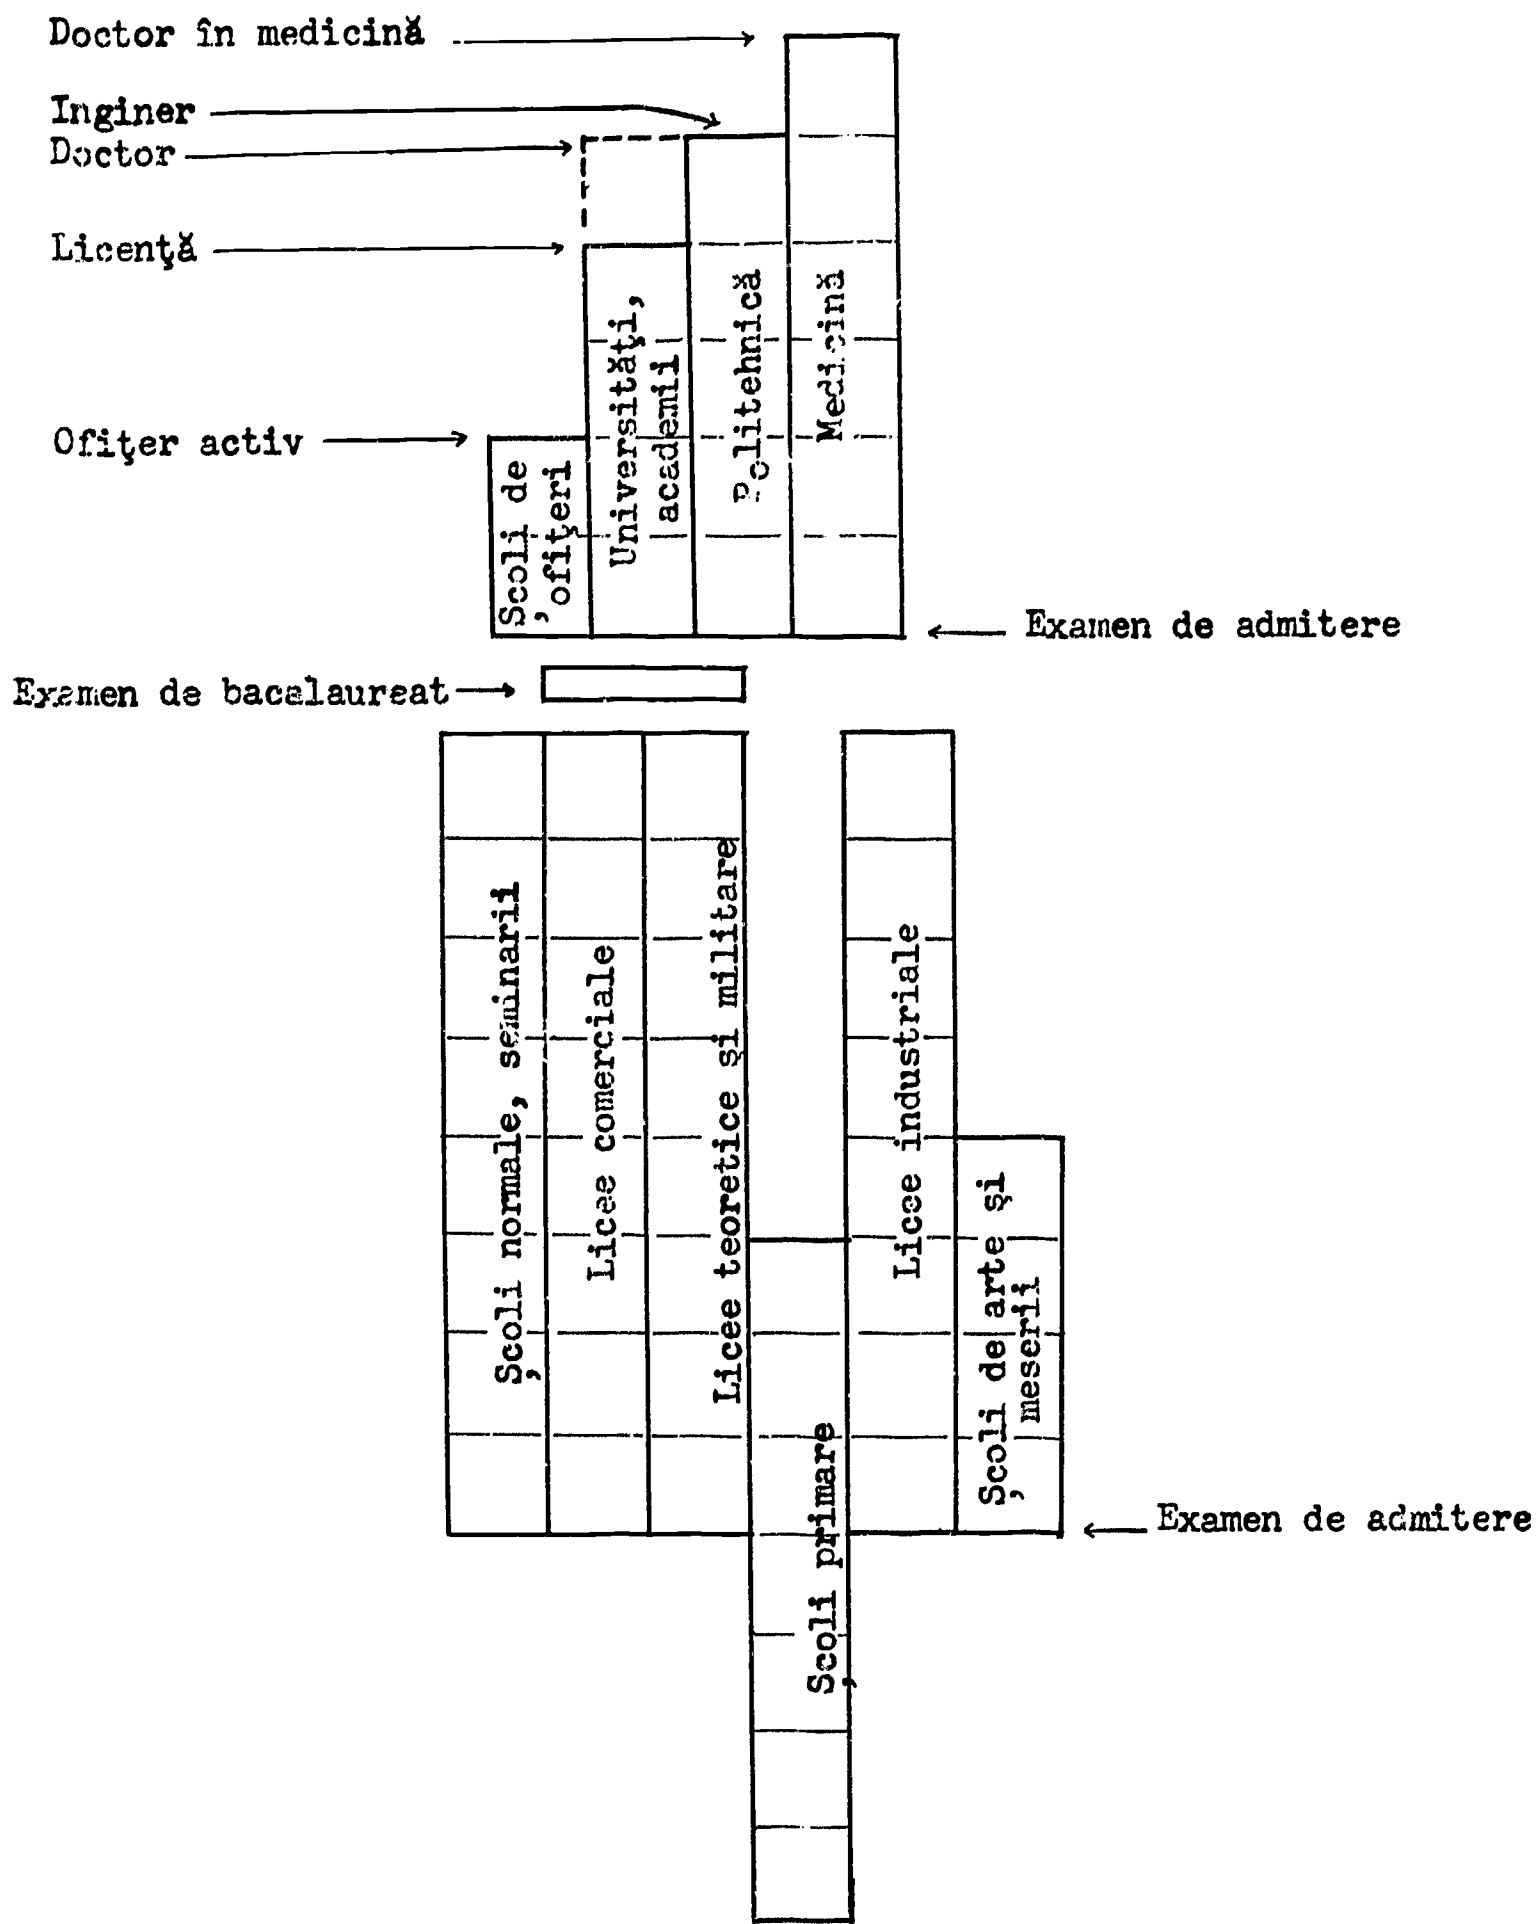 Doctor în medicină
Inginer
Doctor
Licenţă
Ofiţer activ
Şcoli de
ofiţeri
Universităţi,
academii
Politehnică
Medicină
Examen de admitere
Examen de bacalaureat
Şcoli normale, seminarii
Licee comerciale
Licee teoretice şi militare
Şcoli primare
Licee industriale
Şcoli de arte şi
meserii
Examen de admitere